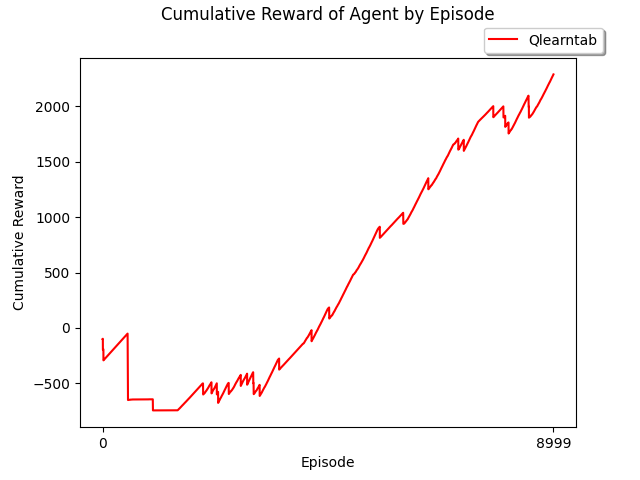 Cumulative Reward of Agent by Episode
Qlearntab
2000
1500
1000
500
0
−500
Cumulative Reward
0
8999
Episode